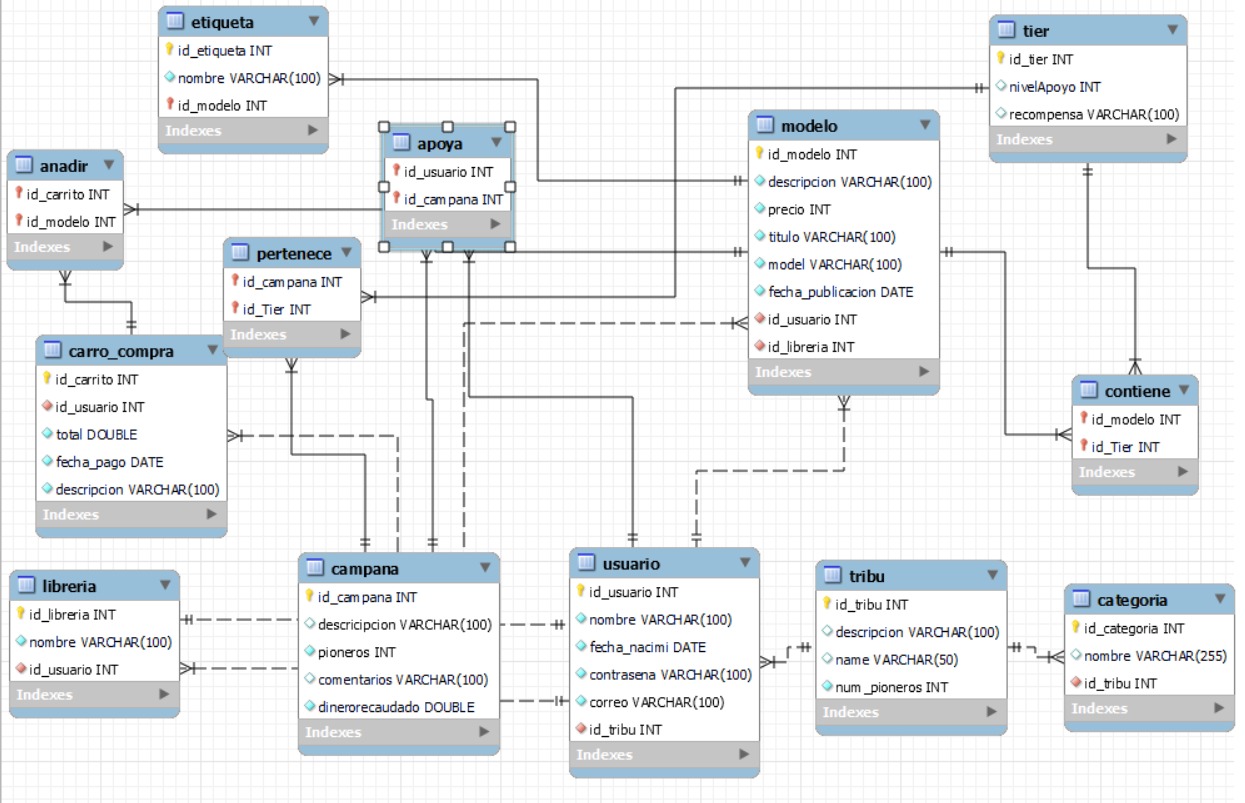 etiqueta
id_etiqueta INT
nombre VARCHAR(100)
id_modelo INT
Indexes
tier
id_tier INT
nivelApoyo INT
recompensa VARCHAR(100)
Indexes
modelo
id_modelo INT
descripcion VARCHAR(100)
precio INT
titulo VARCHAR(100)
model VARCHAR(100)
fecha_publicacion DATE
id_usuario INT
id_libreria INT
Indexes
apoya
id_usuario INT
id_campana INT
Indexes
anadir
id_carrito INT
id_modelo INT
Indexes
pertenece
id_campana INT
id_Tier INT
Indexes
carro_compra
id_carrito INT
id_usuario INT
total DOUBLE
fecha_pago DATE
descripcion VARCHAR(100)
Indexes
contiene
id_modelo INT
id_Tier INT
Indexes
libreria
id_libreria INT
nombre VARCHAR(100)
id_usuario INT
Indexes
campana
id_campana INT
descricipcion VARCHAR(100)
pioneros INT
comentarios VARCHAR(100)
dinerorecaudado DOUBLE
Indexes
usuario
id_usuario INT
nombre VARCHAR(100)
fecha_nacimi DATE
contrasena VARCHAR(100)
correo VARCHAR(100)
id_tribu INT
Indexes
tribu
id_tribu INT
descripcion VARCHAR(100)
name VARCHAR(50)
num_pioneros INT
Indexes
categoria
id_categoria INT
nombre VARCHAR(255)
id_tribu INT
Indexes